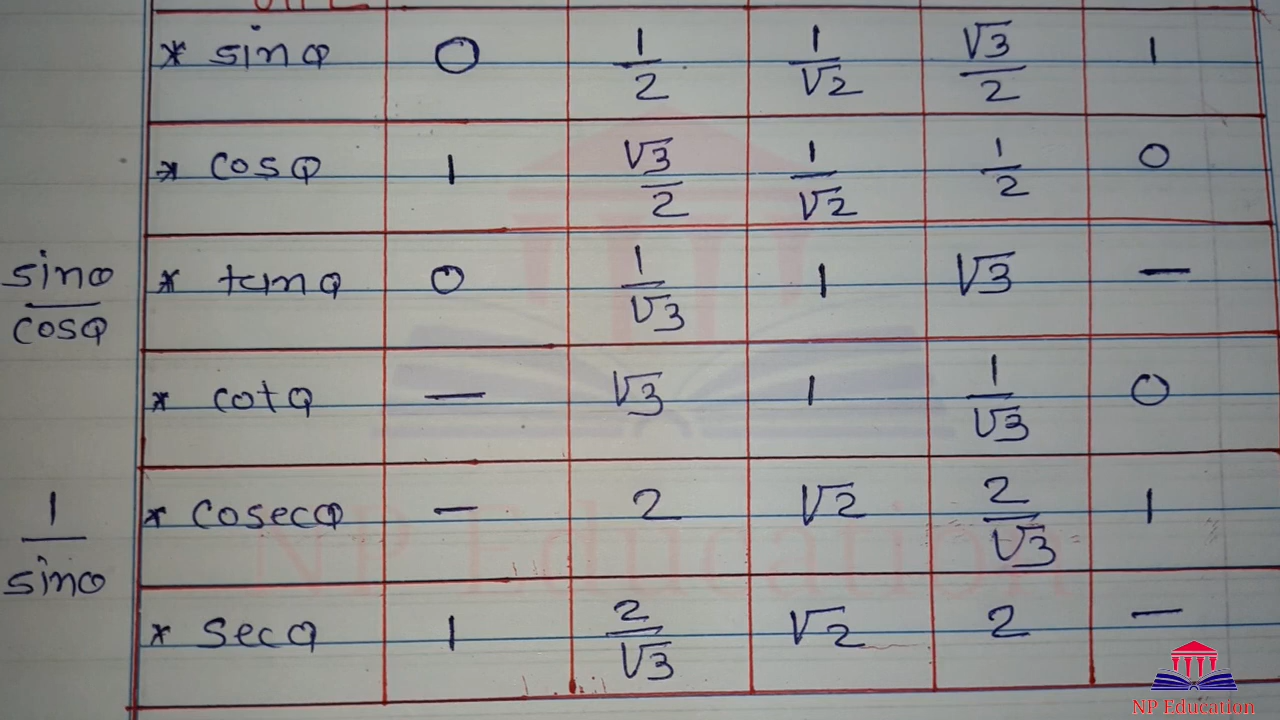 * sinθ 0 1/2 1/√2 √3/2 1
* cosθ 1 √3/2 1/√2 1/2 0
sinθ/cosθ * tanθ 0 1/√3 1 √3 —
* cotθ — √3 1 1/√3 0
1/sinθ * cosecθ — 2 √2 2/√3 1
* secθ 1 2/√3 √2 2 —
NP Education
NP Education